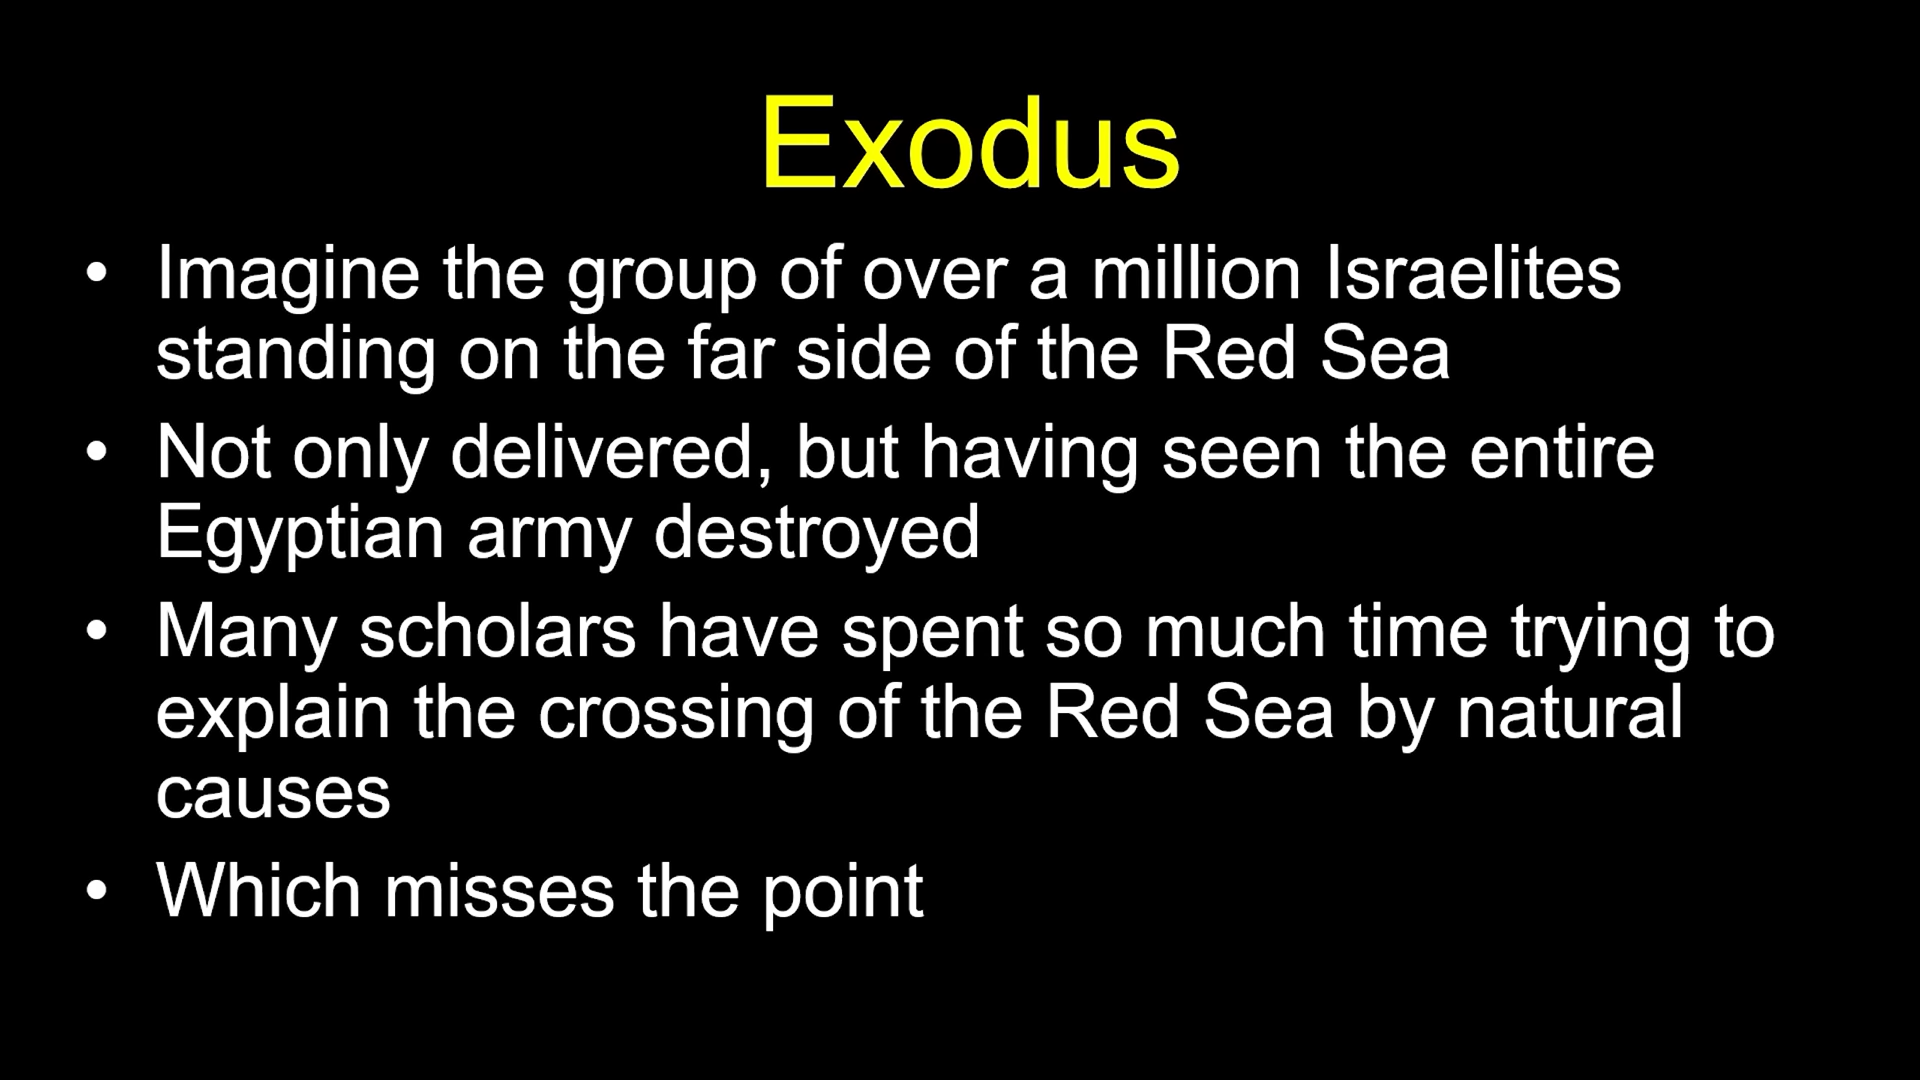 Exodus
• Imagine the group of over a million Israelites
standing on the far side of the Red Sea
• Not only delivered, but having seen the entire
Egyptian army destroyed
• Many scholars have spent so much time trying to
explain the crossing of the Red Sea by natural
causes
• Which misses the point